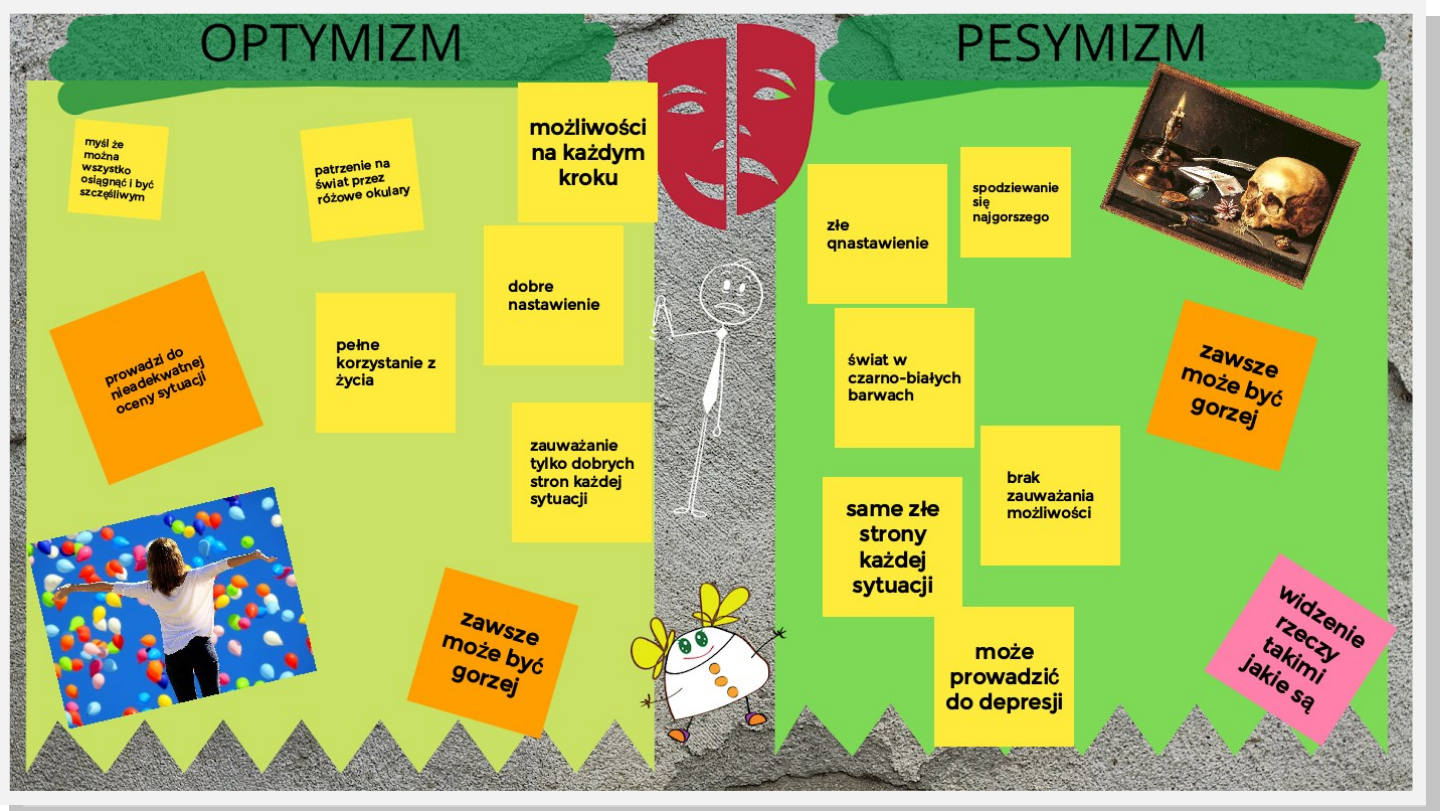 OPTYMIZM
myśl że
można
wszystko
osiągnąć i być
szczęśliwym
patrzenie na
świat przez
różowe okulary
możliwości
na każdym
kroku
dobre
nastawienie
prowadzi do
nieadekwatnej
oceny sytuacji
pełne
korzystanie z
życia
zauważanie
tylko dobrych
stron każdej
sytuacji
zawsze
może być
gorzej
PESYMIZM
złe
qnastawienie
spodziewanie
się
najgorszego
świat w
czarno-białych
barwach
zawsze
może być
gorzej
brak
zauważania
możliwości
same złe
strony
każdej
sytuacji
może
prowadzić
do depresji
widzenie
rzeczy
takimi
jakie są